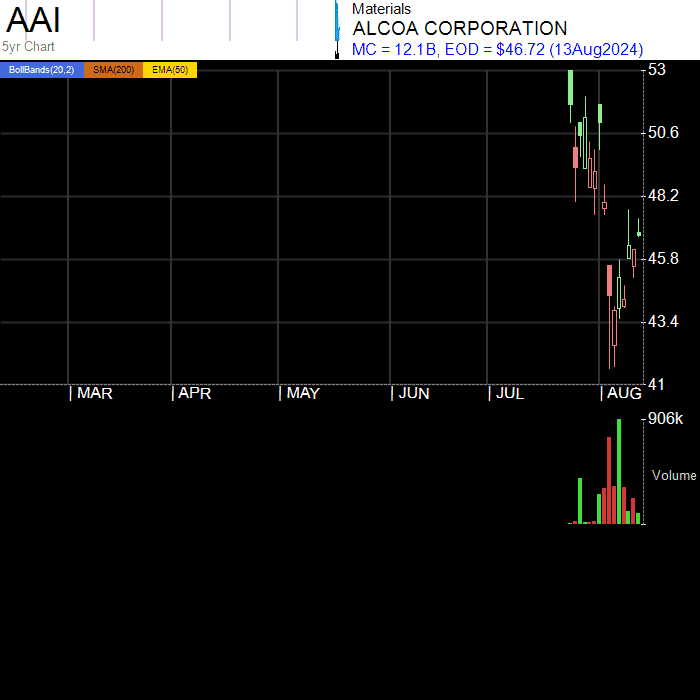 AAI
5yr Chart
Materials
ALCOA CORPORATION
MC = 12.1B, EOD = $46.72 (13Aug2024)
BollBands(20,2) SMA(200) EMA(50)
53
50.6
48.2
45.8
43.4
41
| MAR | APR | MAY | JUN | JUL | AUG
906k
Volume